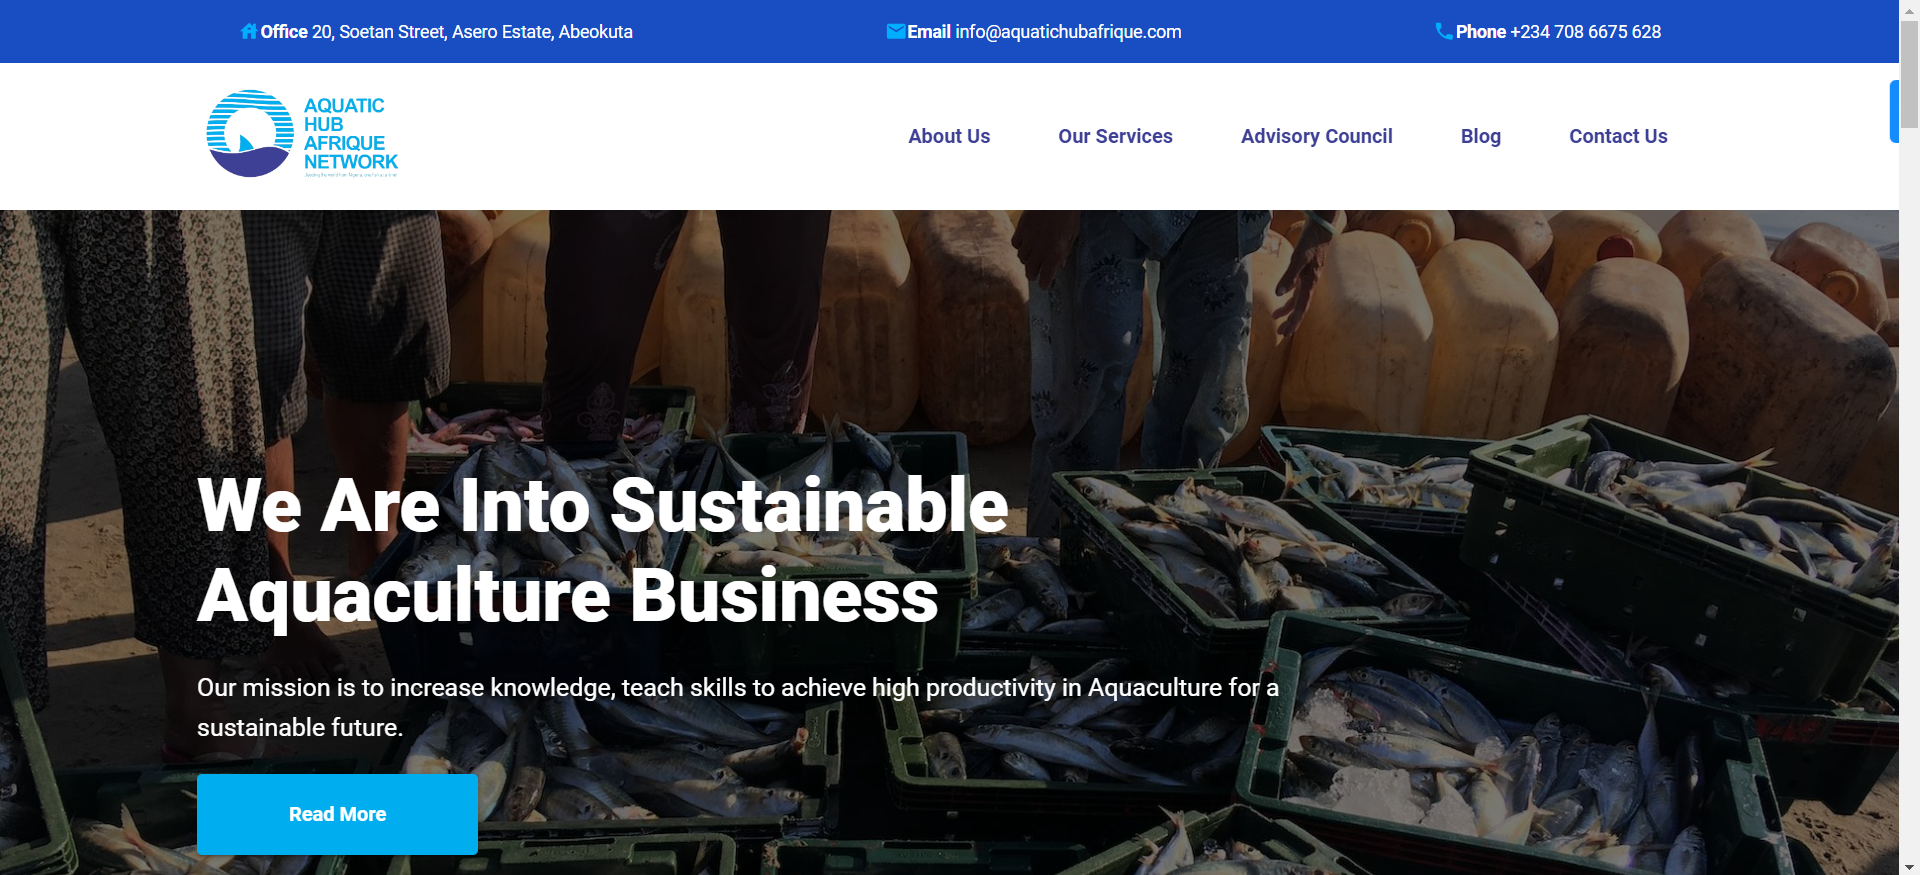 Office 20, Soetan Street, Asero Estate, Abeokuta
Email info@aquatichubafrique.com
Phone +234 708 6675 628
AQUATIC
HUB
AFRIQUE
NETWORK
About Us
Our Services
Advisory Council
Blog
Contact Us
We Are Into Sustainable
Aquaculture Business
Our mission is to increase knowledge, teach skills to achieve high productivity in Aquaculture for a
sustainable future.
Read More